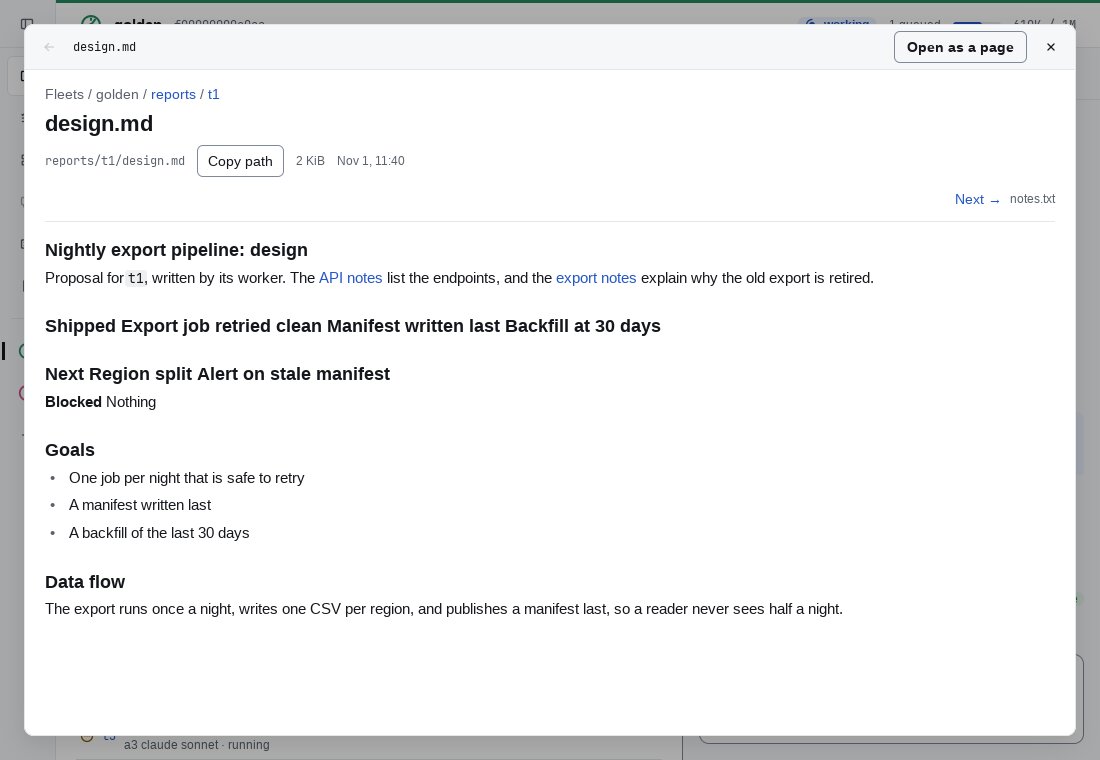 design.md
Open as a page
Fleets / golden / reports / t1
design.md
reports/t1/design.md
Copy path
2 KiB
Nov 1, 11:40
Next →
notes.txt
Nightly export pipeline: design
Proposal for t1, written by its worker. The API notes list the endpoints, and the export notes explain why the old export is retired.
Shipped Export job retried clean Manifest written last Backfill at 30 days
Next Region split Alert on stale manifest
Blocked Nothing
Goals
• One job per night that is safe to retry
• A manifest written last
• A backfill of the last 30 days
Data flow
The export runs once a night, writes one CSV per region, and publishes a manifest last, so a reader never sees half a night.
a3 claude sonnet · running